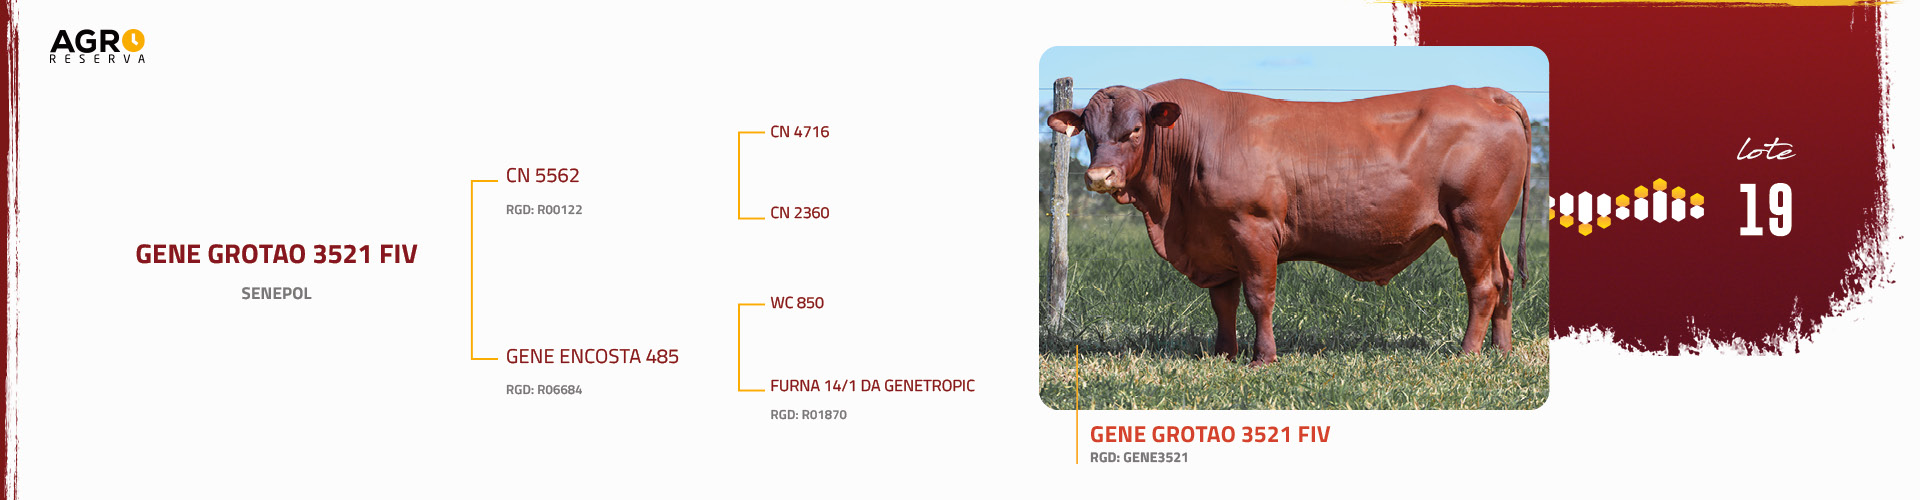 AGRO
RESERVA
GENE GROTAO 3521 FIV
SENEPOL
CN 5562
RGD: R00122
GENE ENCOSTA 485
RGD: R06684
CN 4716
CN 2360
WC 850
FURNA 14/1 DA GENETROPIC
RGD: R01870
GENE GROTAO 3521 FIV
RGD: GENE3521
lote
19